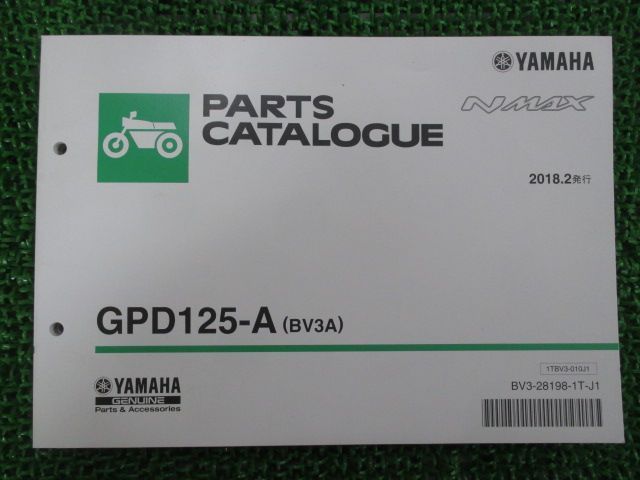 YAMAHA
PARTS
CATALOGUE
NMAX
2018.2発行
GPD125-A (BV3A)
1TBV3-010J1
BV3-28198-1T-J1
YAMAHA
GENUINE
Parts & Accessories